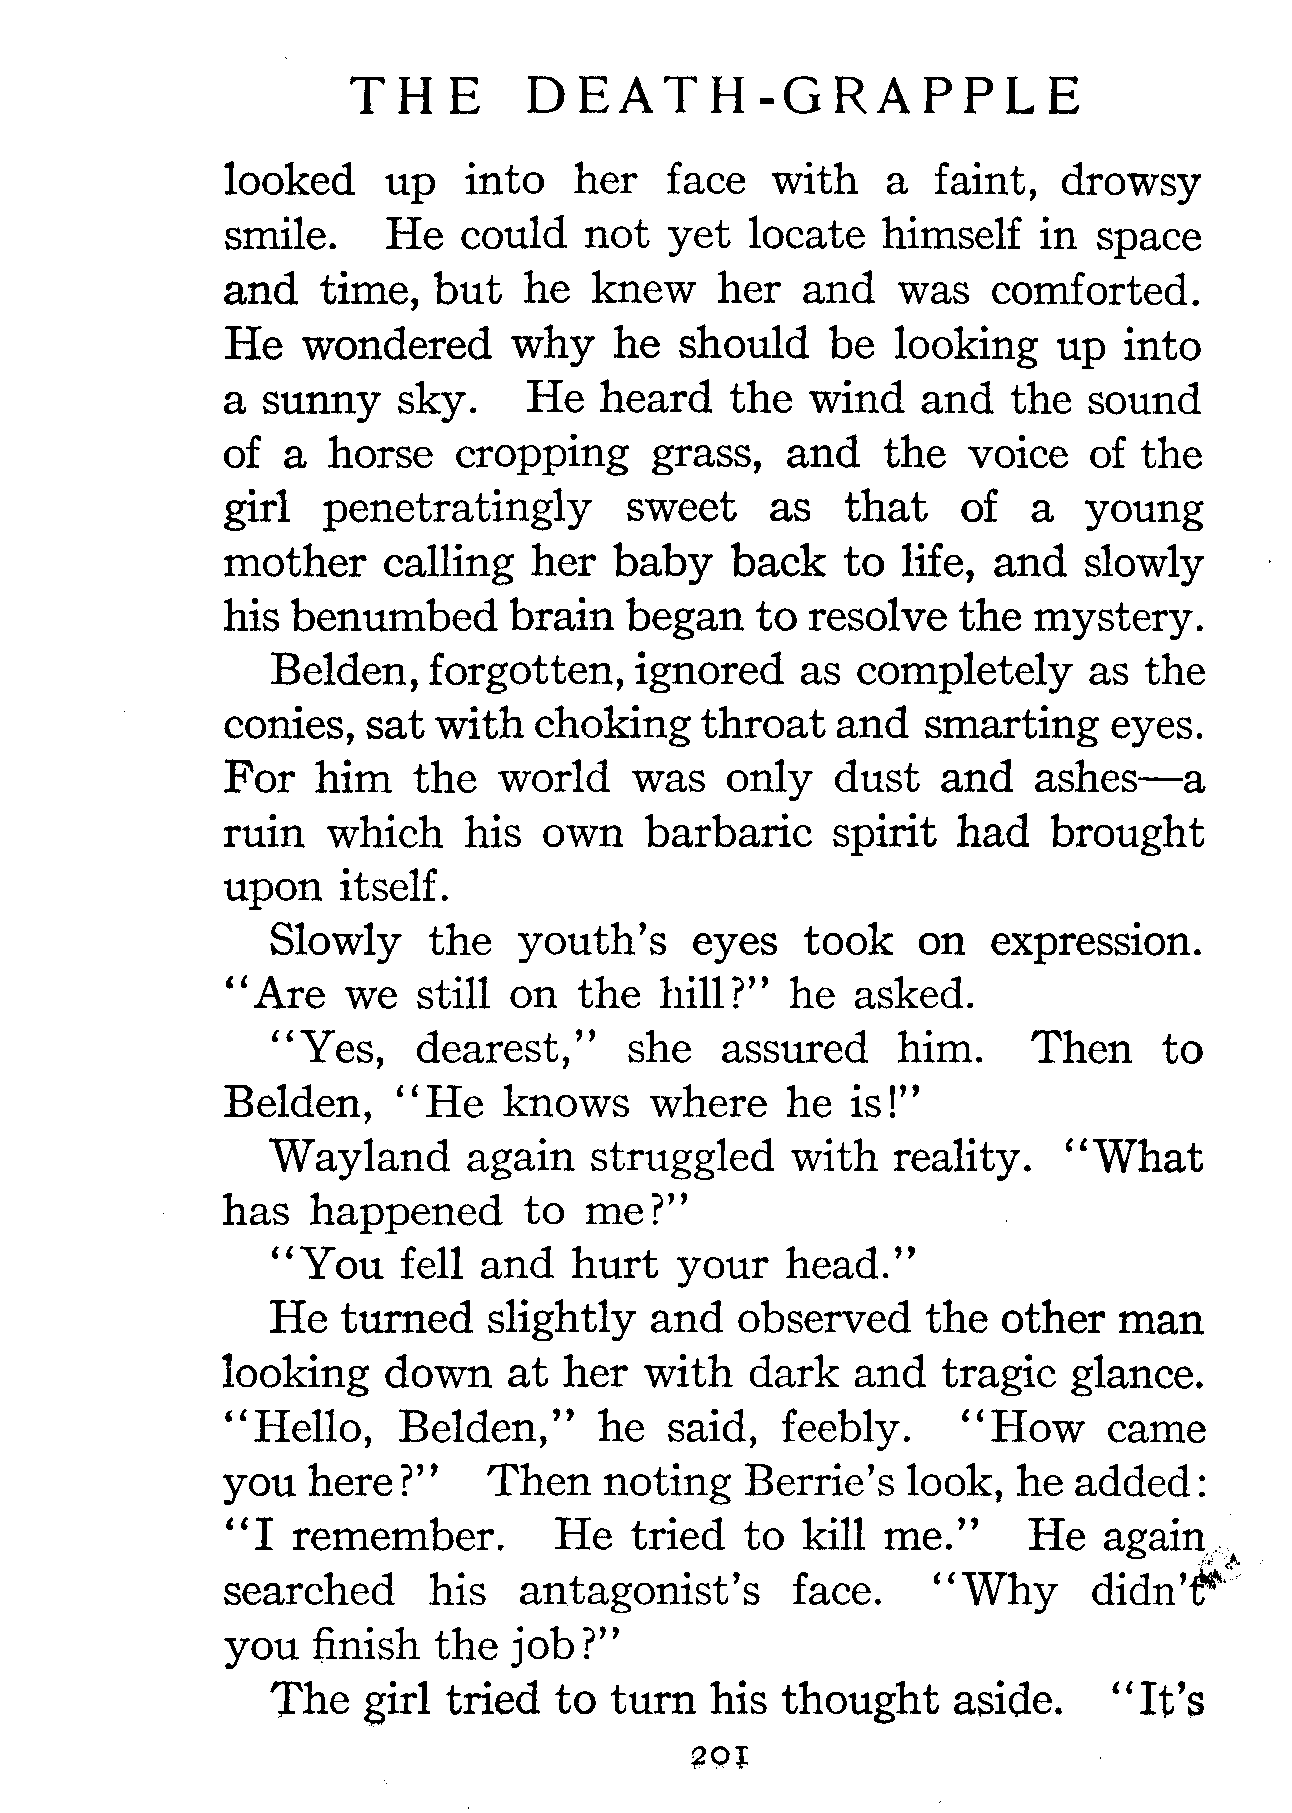 THE DEATH-GRAPPLE
looked up into her face with a faint, drowsy
smile. He could not yet locate himself in space
and time, but he knew her and was comforted.
He wondered why he should be looking up into
a sunny sky. He heard the wind and the sound
of a horse cropping grass, and the voice of the
girl penetratingly sweet as that of a young
mother calling her baby back to life, and slowly
his benumbed brain began to resolve the mystery.
Belden, forgotten, ignored as completely as the
conies, sat with choking throat and smarting eyes.
For him the world was only dust and ashes—a
ruin which his own barbaric spirit had brought
upon itself.
Slowly the youth's eyes took on expression.
"Are we still on the hill?" he asked.
"Yes, dearest," she assured him. Then to
Belden, "He knows where he is!"
Wayland again struggled with reality. "What
has happened to me?"
"You fell and hurt your head."
He turned slightly and observed the other man
looking down at her with dark and tragic glance.
"Hello, Belden," he said, feebly. "How came
you here?" Then noting Berrie's look, he added:
"I remember. He tried to kill me." He again
searched his antagonist's face. "Why didn't
you finish the job?"
The girl tried to turn his thought aside. "It's
201